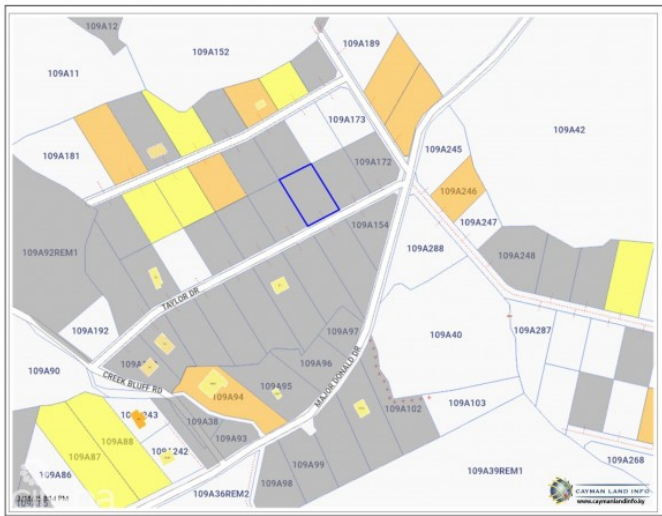 109A12
109A152
109A189
109A11
109A42
109A173
109A181
109A245
109A172
109A246
109A247
109A154
109A288
109A92REM1
109A248
TAYLOR DR
109A192
109A97
109A40
109A287
109A90
109A96
MAJOR DONALD DR
CREEK BLUFF RD
109A94
109A95
109A102
109A103
109A38
109A88
109A93
109A242
109A87
109A268
109A86
109A99
109A39REM1
109A98
109A36REM2
CAYMAN LAND INFO
www.caymanlandinfo.ky